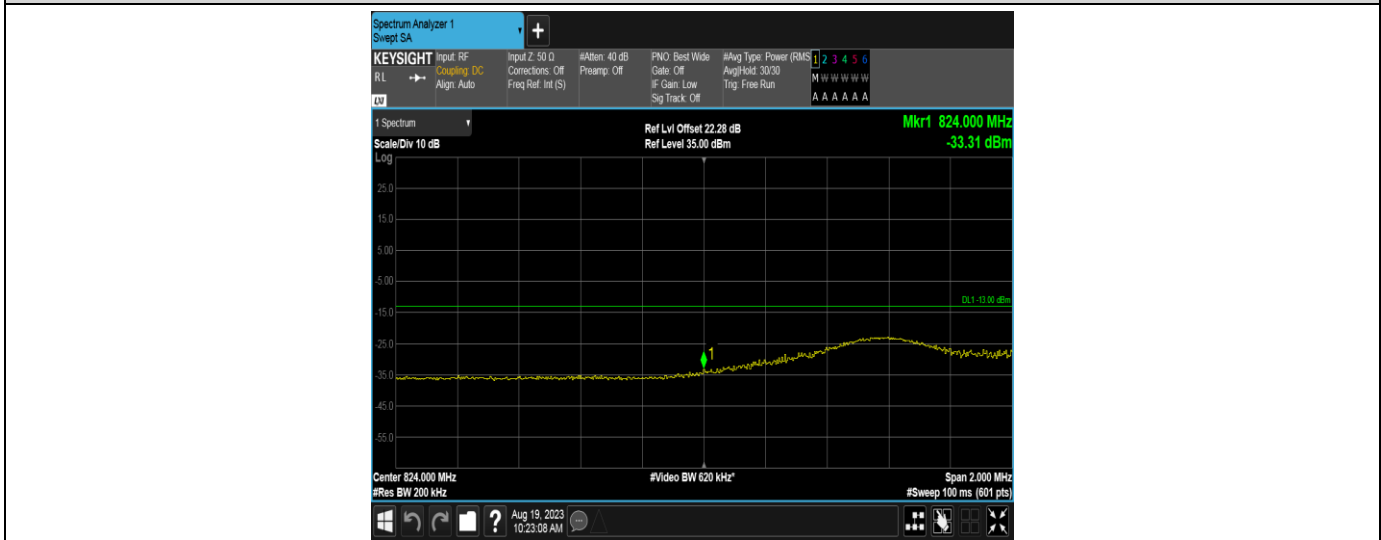 Spectrum Analyzer 1
Swept SA
+
KEYSIGHT Input: RF Input Z: 50 Ω #Atten: 40 dB PNO: Best Wide #Avg Type: Power (RMS 1 2 3 4 5 6
RL Coupling: DC Corrections: Off Preamp: Off Gate: Off Avg|Hold: 30/30 M W W W W W
Align: Auto Freq Ref: Int (S) IF Gain: Low Trig: Free Run
LXI Sig Track: Off A A A A A A
1 Spectrum Ref Lvl Offset 22.28 dB Mkr1 824.000 MHz
Scale/Div 10 dB Ref Level 35.00 dBm -33.31 dBm
Log
25.0
15.0
5.00
-5.00
DL1 -13.00 dBm
-15.0
-25.0
1
-35.0
-45.0
-55.0
Center 824.000 MHz #Video BW 620 kHz* Span 2.000 MHz
#Res BW 200 kHz #Sweep 100 ms (601 pts)
? Aug 19, 2023
10:23:08 AM